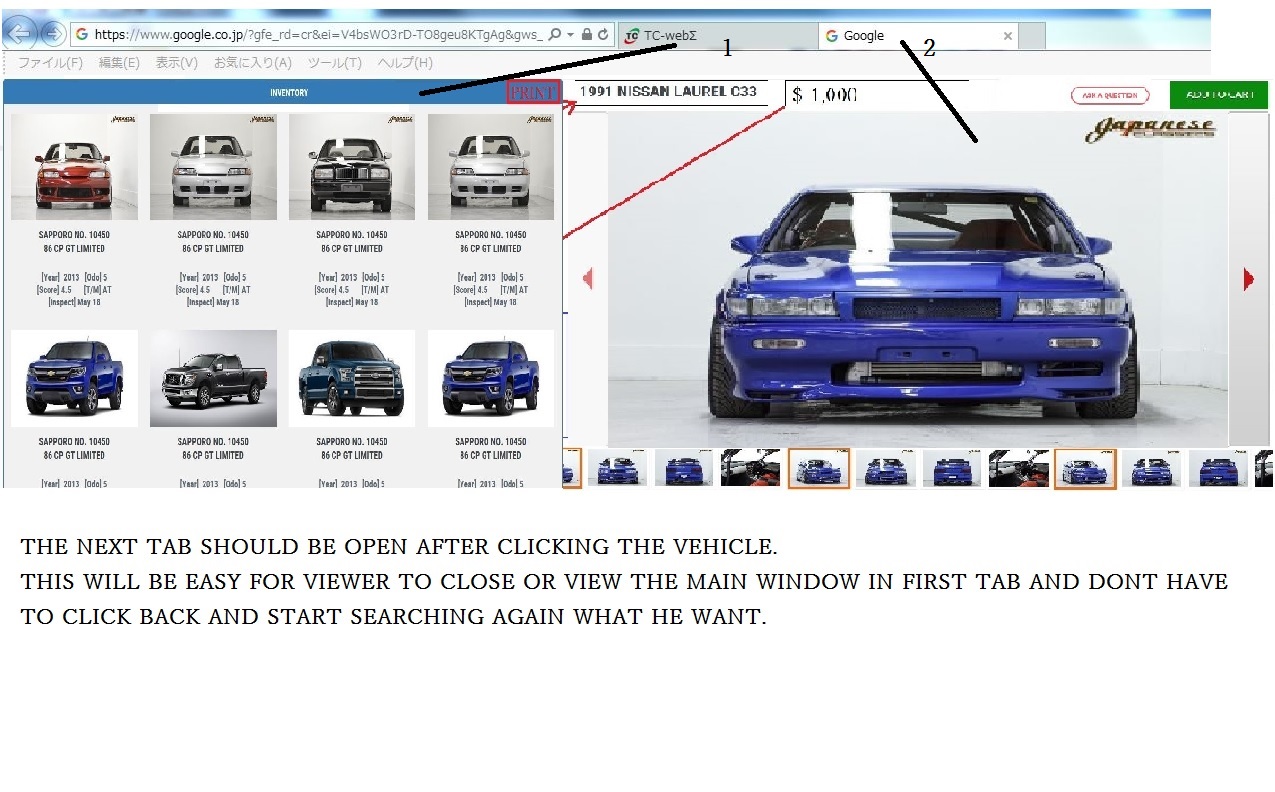 https://www.google.co.jp/?gfe_rd=cr&ei=V4bsWO3rD-TO8geu8KTgAg&gws_
TC-webΣ
1
Google
2
ファイル(F) 編集(E) 表示(V) お気に入り(A) ツール(T) ヘルプ(H)
INVENTORY
PRINT
1991 NISSAN LAUREL C33
$ 1,000
ASK A QUESTION
ADD TO CART
Japanese Classics
SAPPORO NO. 10450 SAPPORO NO. 10450 SAPPORO NO. 10450 SAPPORO NO. 10450
86 CP GT LIMITED 86 CP GT LIMITED 86 CP GT LIMITED 86 CP GT LIMITED
[Year] 2013 [Odo] 5 [Year] 2013 [Odo] 5 [Year] 2013 [Odo] 5 [Year] 2013 [Odo] 5
[Score] 4.5 [T/M] AT [Score] 4.5 [T/M] AT [Score] 4.5 [T/M] AT [Score] 4.5 [T/M] AT
[Inspect] May 18 [Inspect] May 18 [Inspect] May 18 [Inspect] May 18
SAPPORO NO. 10450 SAPPORO NO. 10450 SAPPORO NO. 10450 SAPPORO NO. 10450
86 CP GT LIMITED 86 CP GT LIMITED 86 CP GT LIMITED 86 CP GT LIMITED
[Year] 2013 [Odo] 5 [Year] 2013 [Odo] 5 [Year] 2013 [Odo] 5 [Year] 2013 [Odo] 5
THE NEXT TAB SHOULD BE OPEN AFTER CLICKING THE VEHICLE.
THIS WILL BE EASY FOR VIEWER TO CLOSE OR VIEW THE MAIN WINDOW IN FIRST TAB AND DONT HAVE
TO CLICK BACK AND START SEARCHING AGAIN WHAT HE WANT.